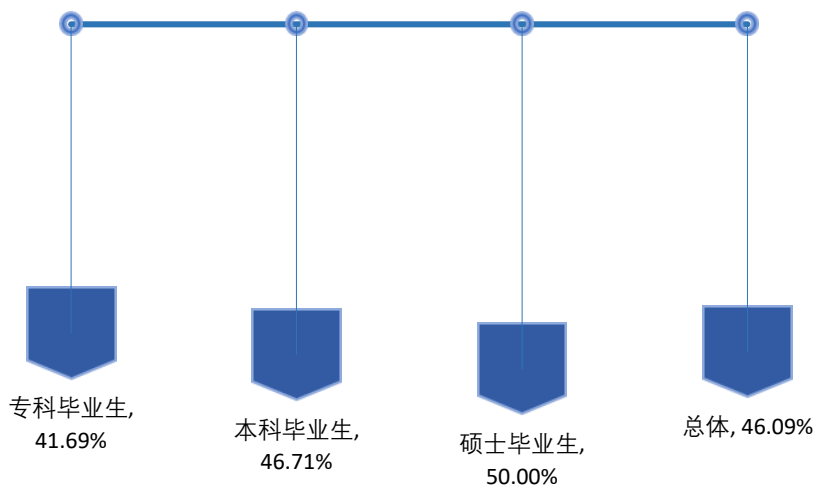 专科毕业生,
41.69%
本科毕业生,
46.71%
硕士毕业生,
50.00%
总体, 46.09%